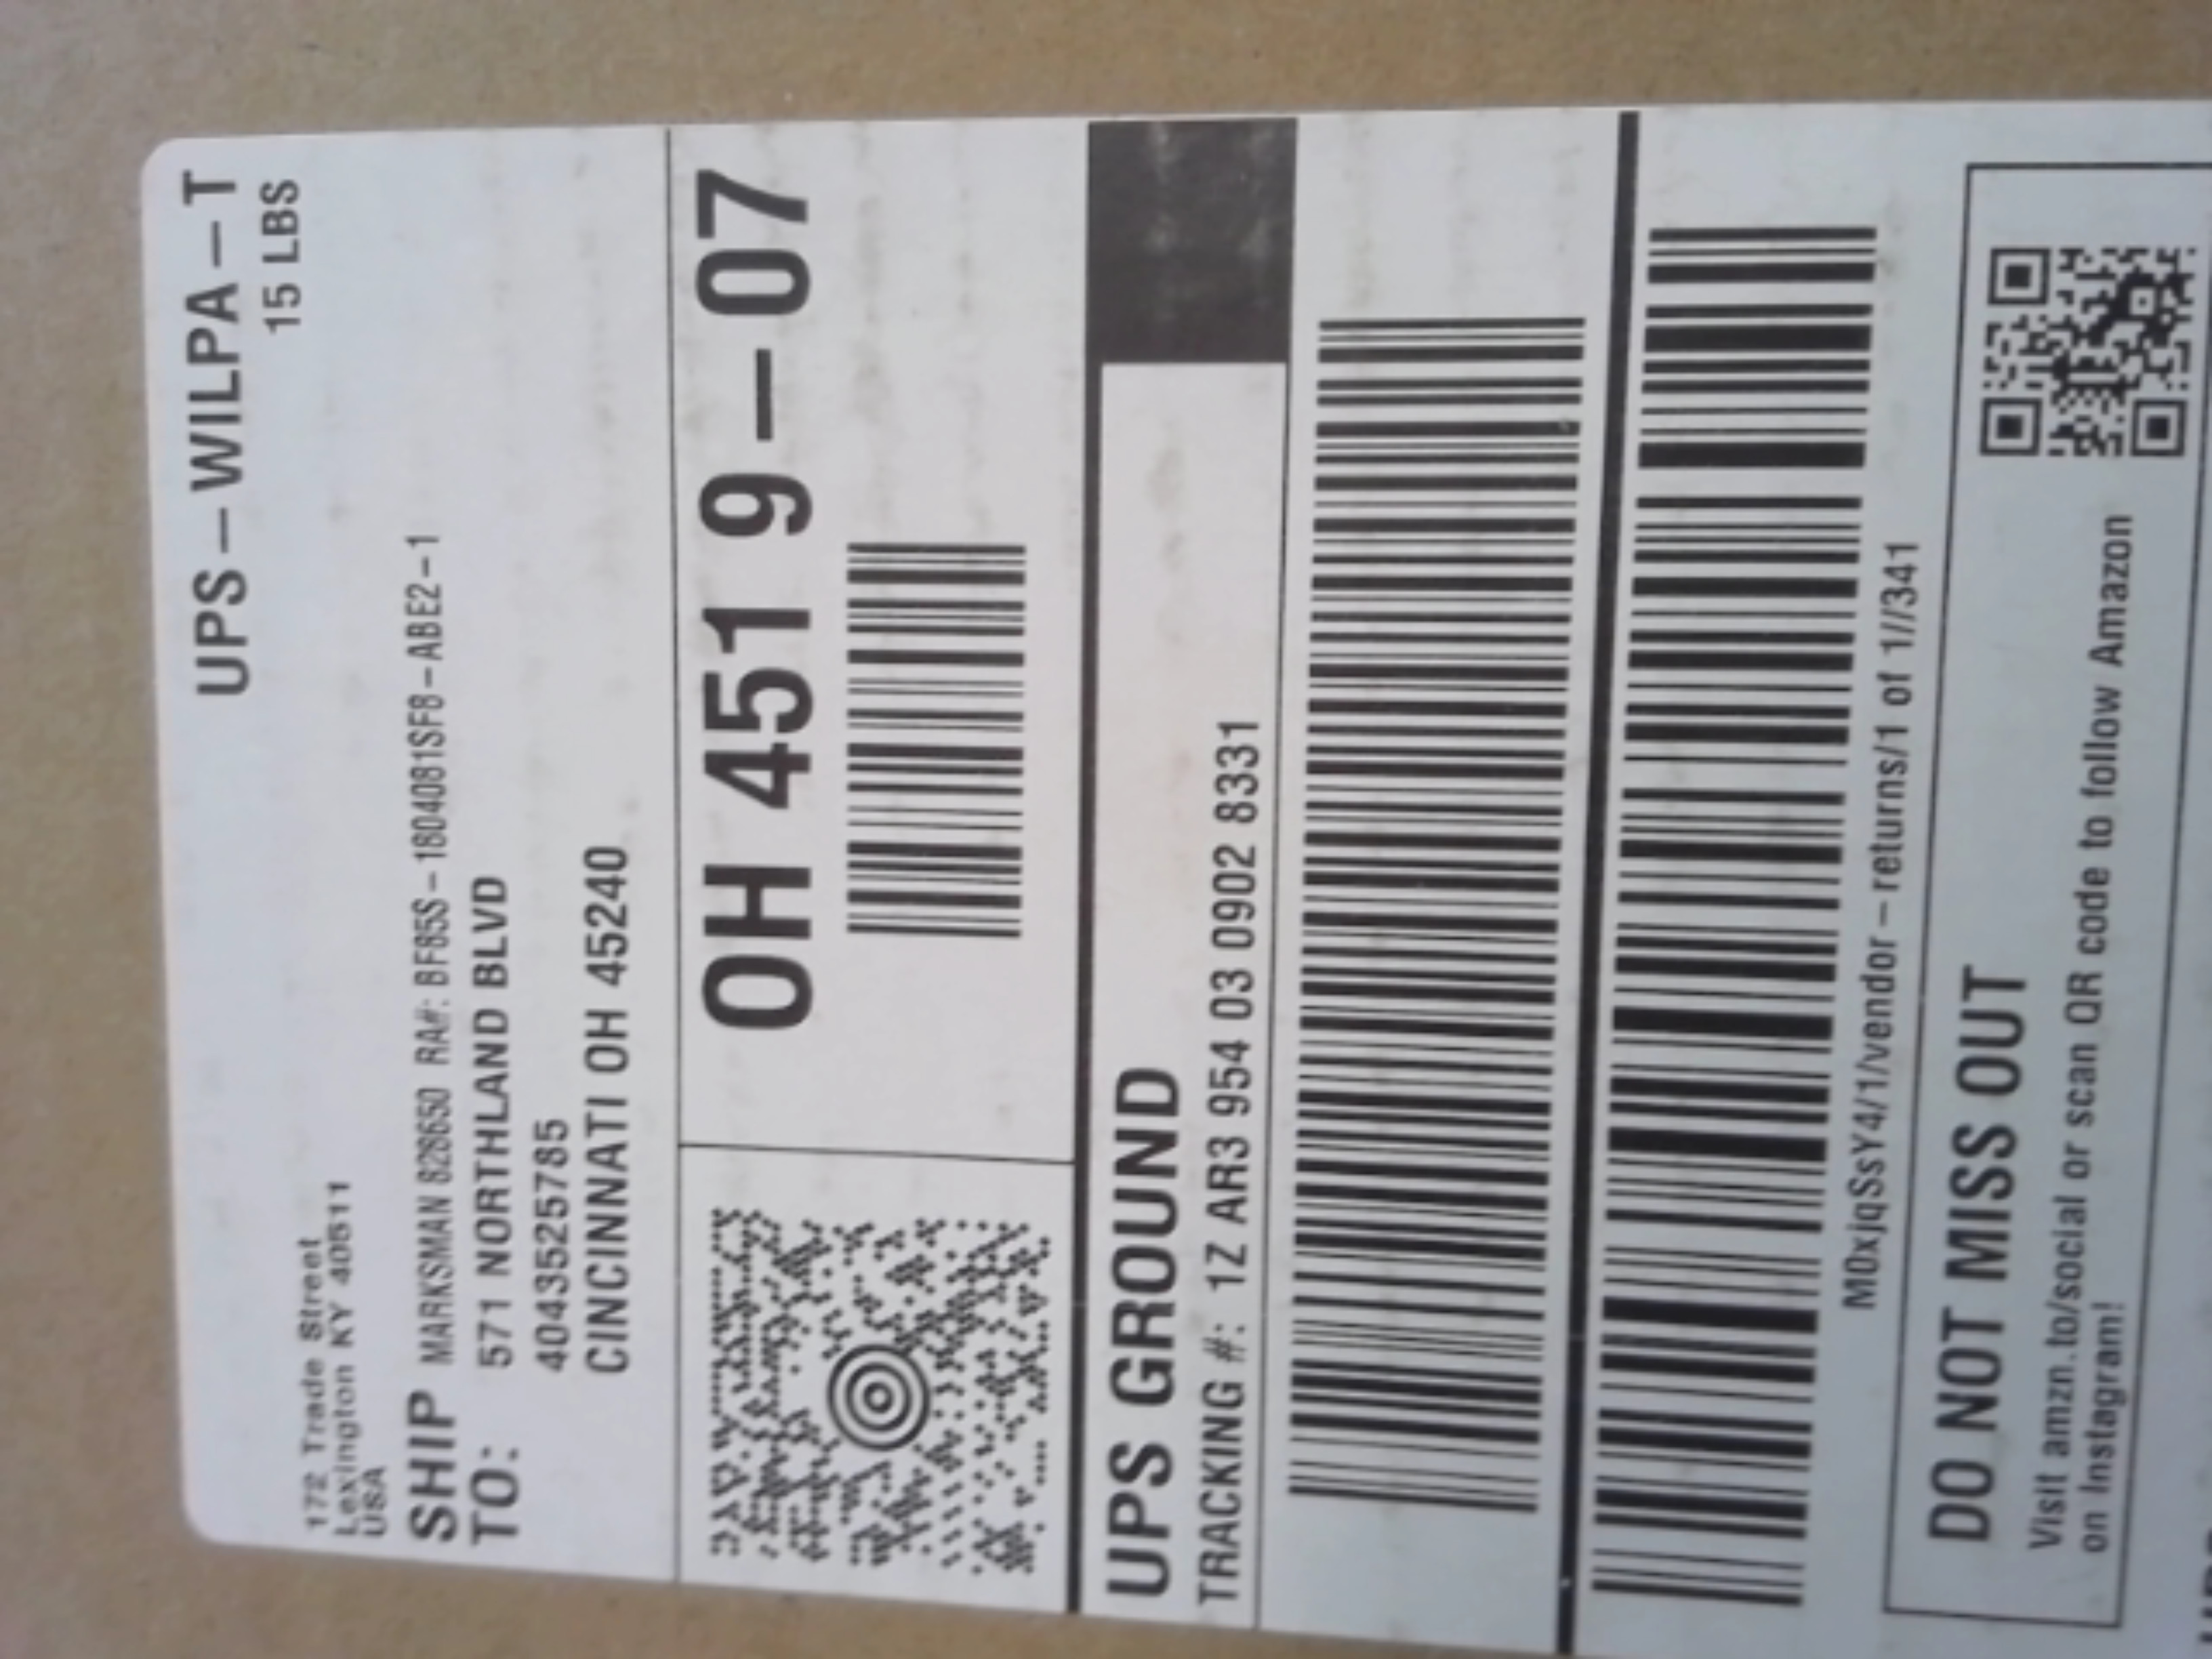 UPS-WILPA-T
15 LBS
172 Trade Street
Lexington KY 40511
USA
SHIP TO:
MARKSMAN 828650 RA#: BF85S-1804081SF8-ABE2-1
571 NORTHLAND BLVD
4043525785
CINCINNATI OH 45240
OH 451 9-07
UPS GROUND
TRACKING #: 1Z AR3 954 03 0902 8331
M0xjqSsY4/1/vendor-returns/1 of 1//341
DO NOT MISS OUT
Visit amzn.to/social or scan QR code to follow Amazon
on Instagram!